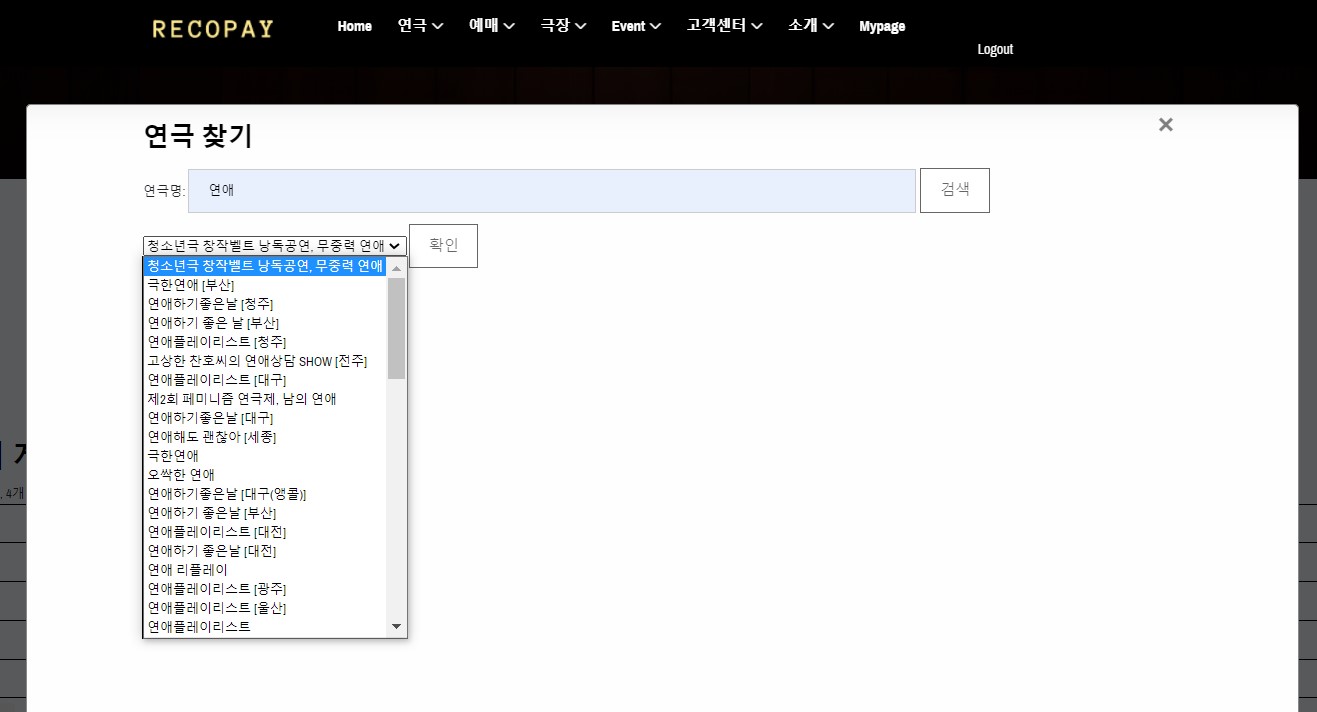 RECOPAY
Home 연극 예매 극장 Event 고객센터 소개 Mypage
Logout
연극 찾기
연극명: 연애 검색
청소년극 창작벨트 낭독공연, 무중력 연애 확인
청소년극 창작벨트 낭독공연, 무중력 연애
극한연애 [부산]
연애하기좋은날 [청주]
연애하기 좋은 날 [부산]
연애플레이리스트 [청주]
고상한 찬호씨의 연애상담 SHOW [전주]
연애플레이리스트 [대구]
제2회 페미니즘 연극제, 남의 연애
연애하기좋은날 [대구]
연애해도 괜찮아 [세종]
극한연애
오싹한 연애
연애하기좋은날 [대구(앵콜)]
연애하기 좋은날 [부산]
연애플레이리스트 [대전]
연애하기 좋은날 [대전]
연애 리플레이
연애플레이리스트 [광주]
연애플레이리스트 [울산]
연애플레이리스트
, 4개